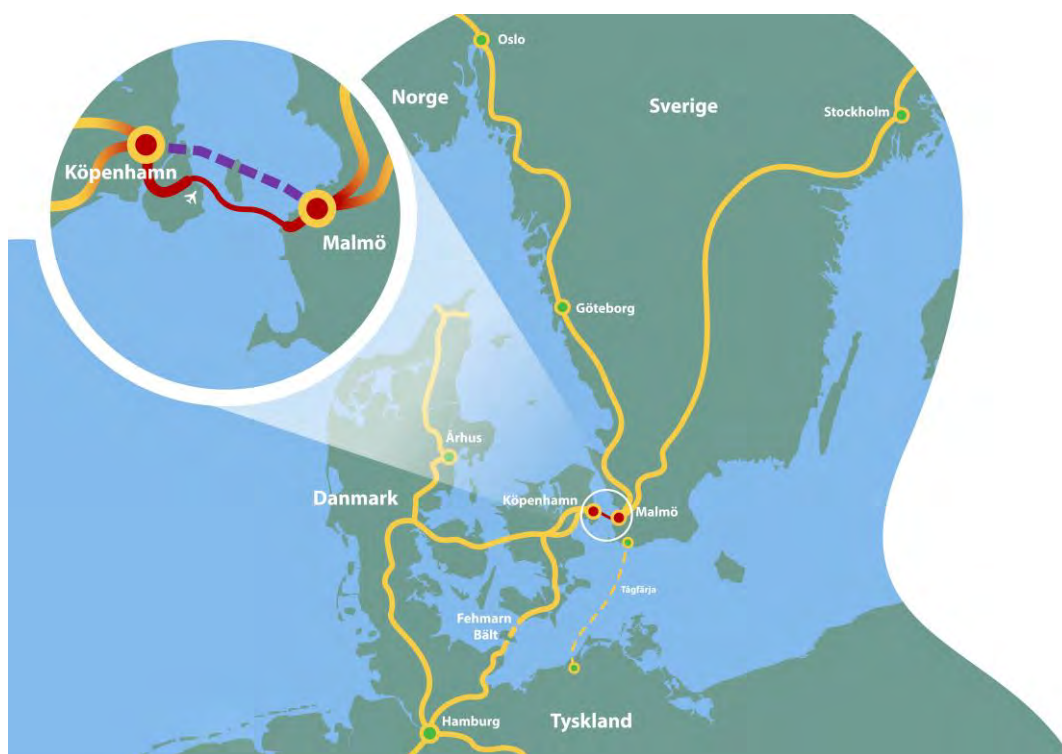 Oslo
Norge
Sverige
Stockholm
Köpenhamn
Malmö
Göteborg
Århus
Danmark
Köpenhamn
Malmö
Tågfärja
Fehmarn
Bält
Hamburg
Tyskland